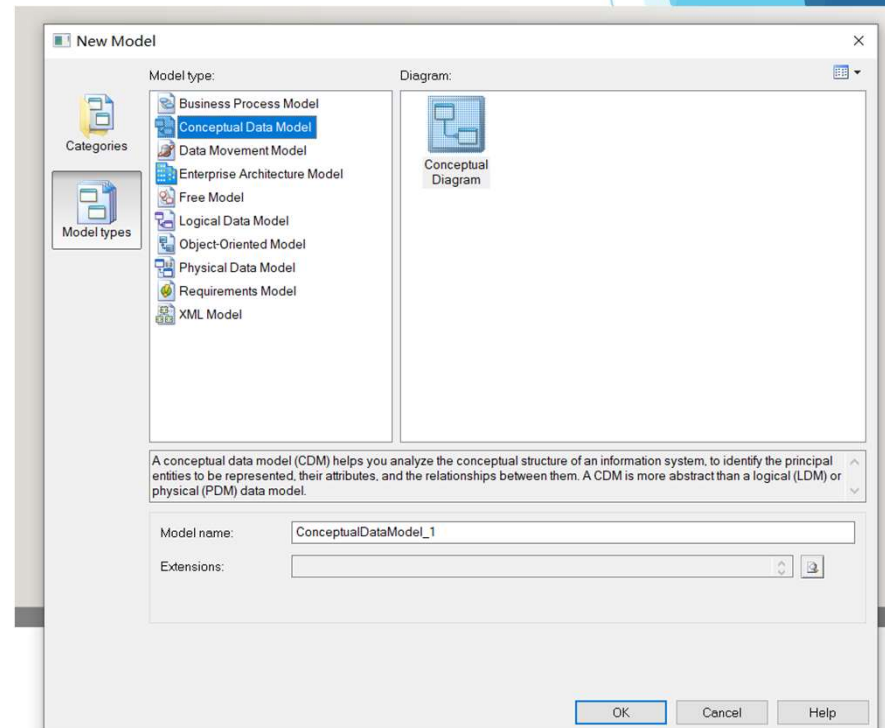 New Model
Model type:
Diagram:
Categories
Model types
Business Process Model
Conceptual Data Model
Data Movement Model
Enterprise Architecture Model
Free Model
Logical Data Model
Object-Oriented Model
Physical Data Model
Requirements Model
XML Model
Conceptual
Diagram
A conceptual data model (CDM) helps you analyze the conceptual structure of an information system, to identify the principal
entities to be represented, their attributes, and the relationships between them. A CDM is more abstract than a logical (LDM) or
physical (PDM) data model.
Model name:
ConceptualDataModel_1
Extensions:
OK
Cancel
Help